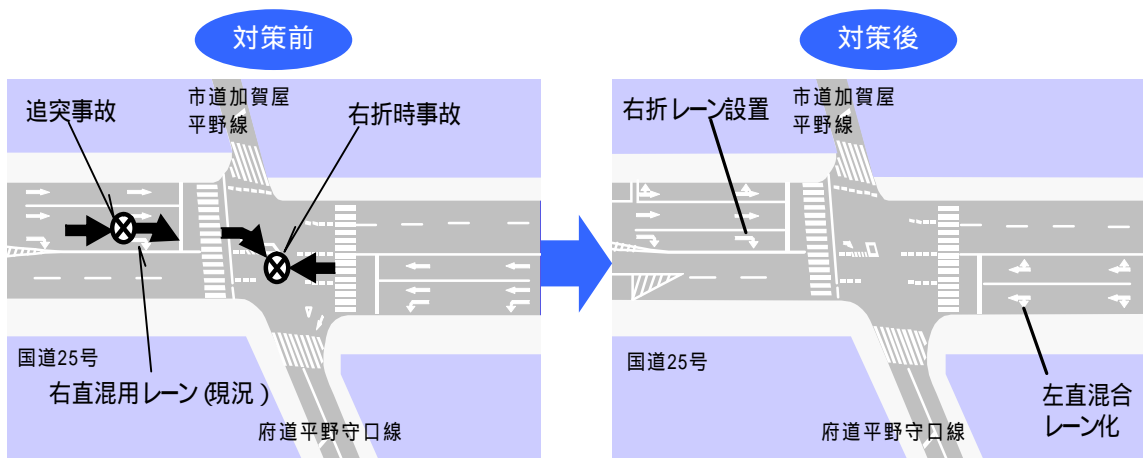 対策前
対策後
追突事故
市道加賀屋
平野線
右折時事故
国道25号
右直混用レーン(現況)
府道平野守口線
右折レーン設置
市道加賀屋
平野線
国道25号
左直混合
レーン化
府道平野守口線